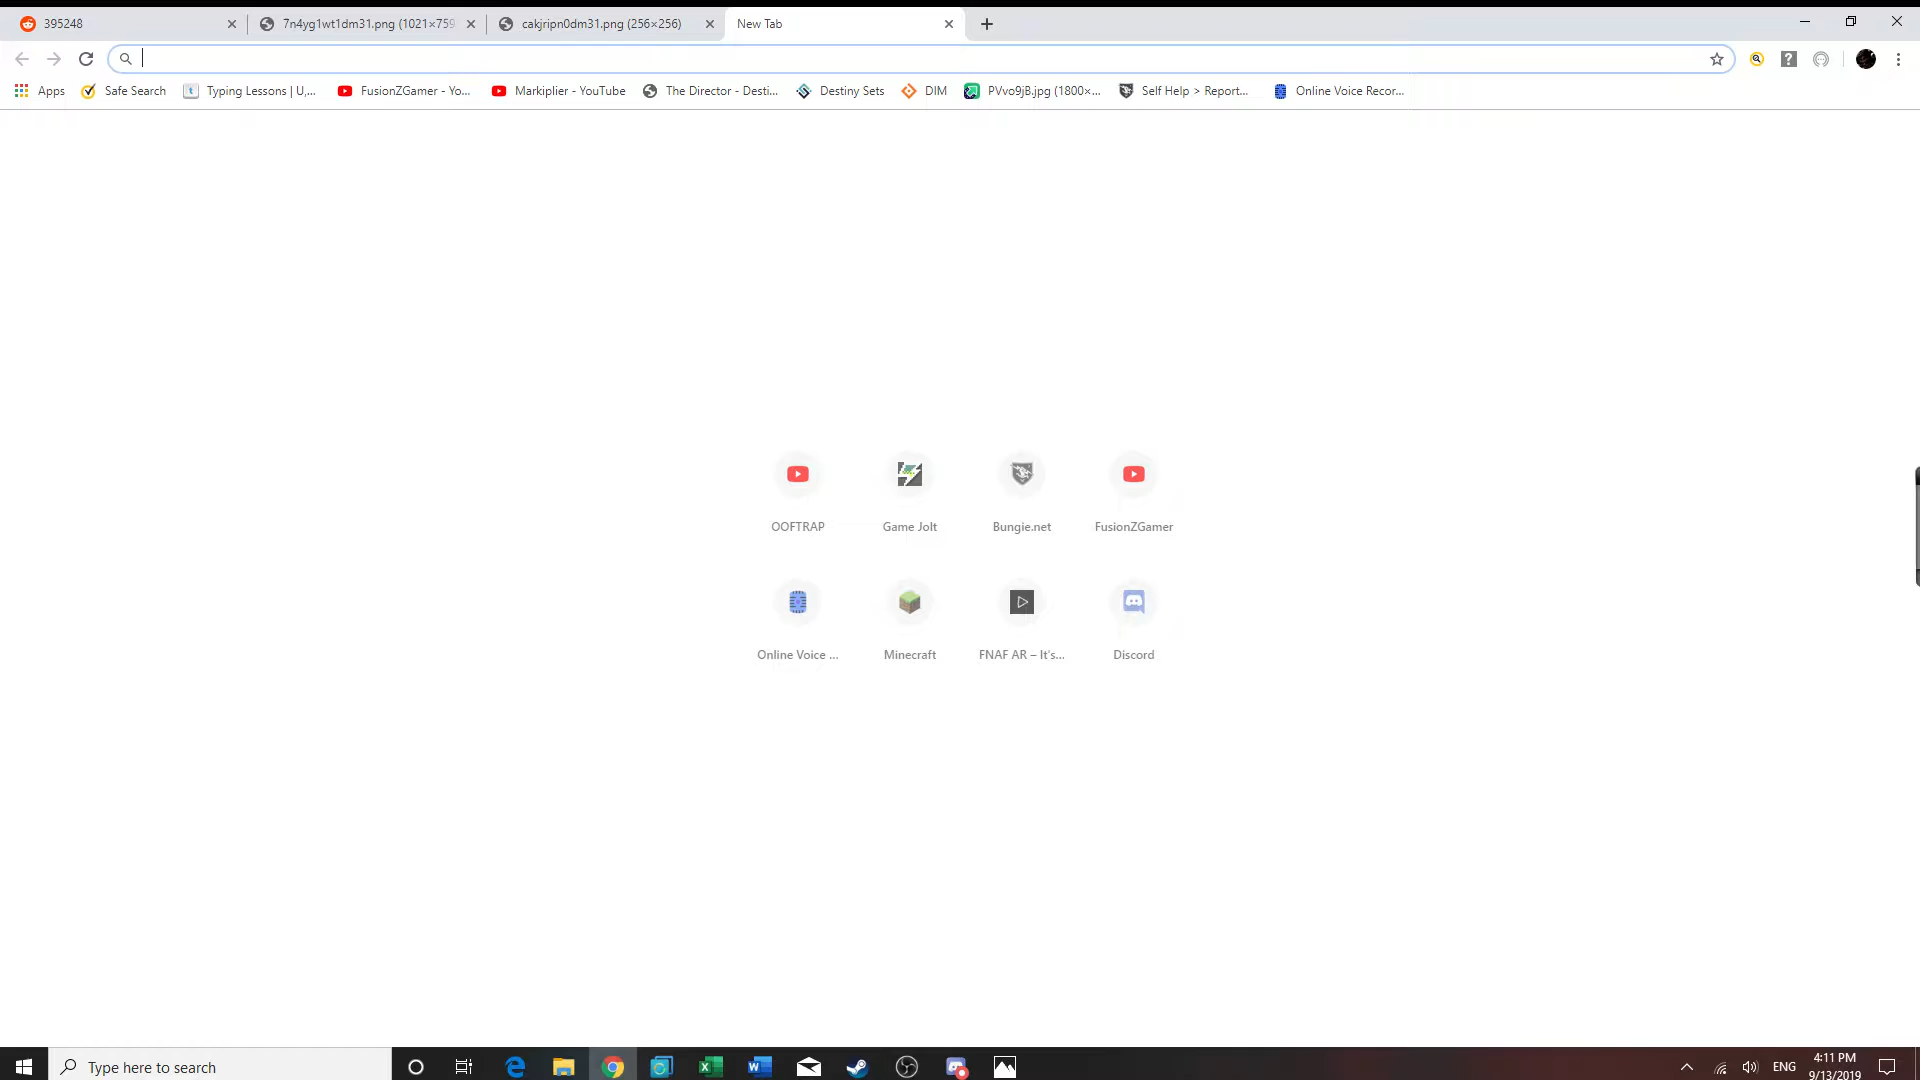 395248
7n4yg1wt1dm31.png (1021×759
cakjripn0dm31.png (256×256)
New Tab
Apps
Safe Search
Typing Lessons | U,...
FusionZGamer - Yo...
Markiplier - YouTube
The Director - Desti...
Destiny Sets
DIM
PVvo9jB.jpg (1800×...
Self Help > Report...
Online Voice Recor...
OOFTRAP
Game Jolt
Bungie.net
FusionZGamer
Online Voice ...
Minecraft
FNAF AR – It's...
Discord
Type here to search
ENG
4:11 PM
9/13/2019